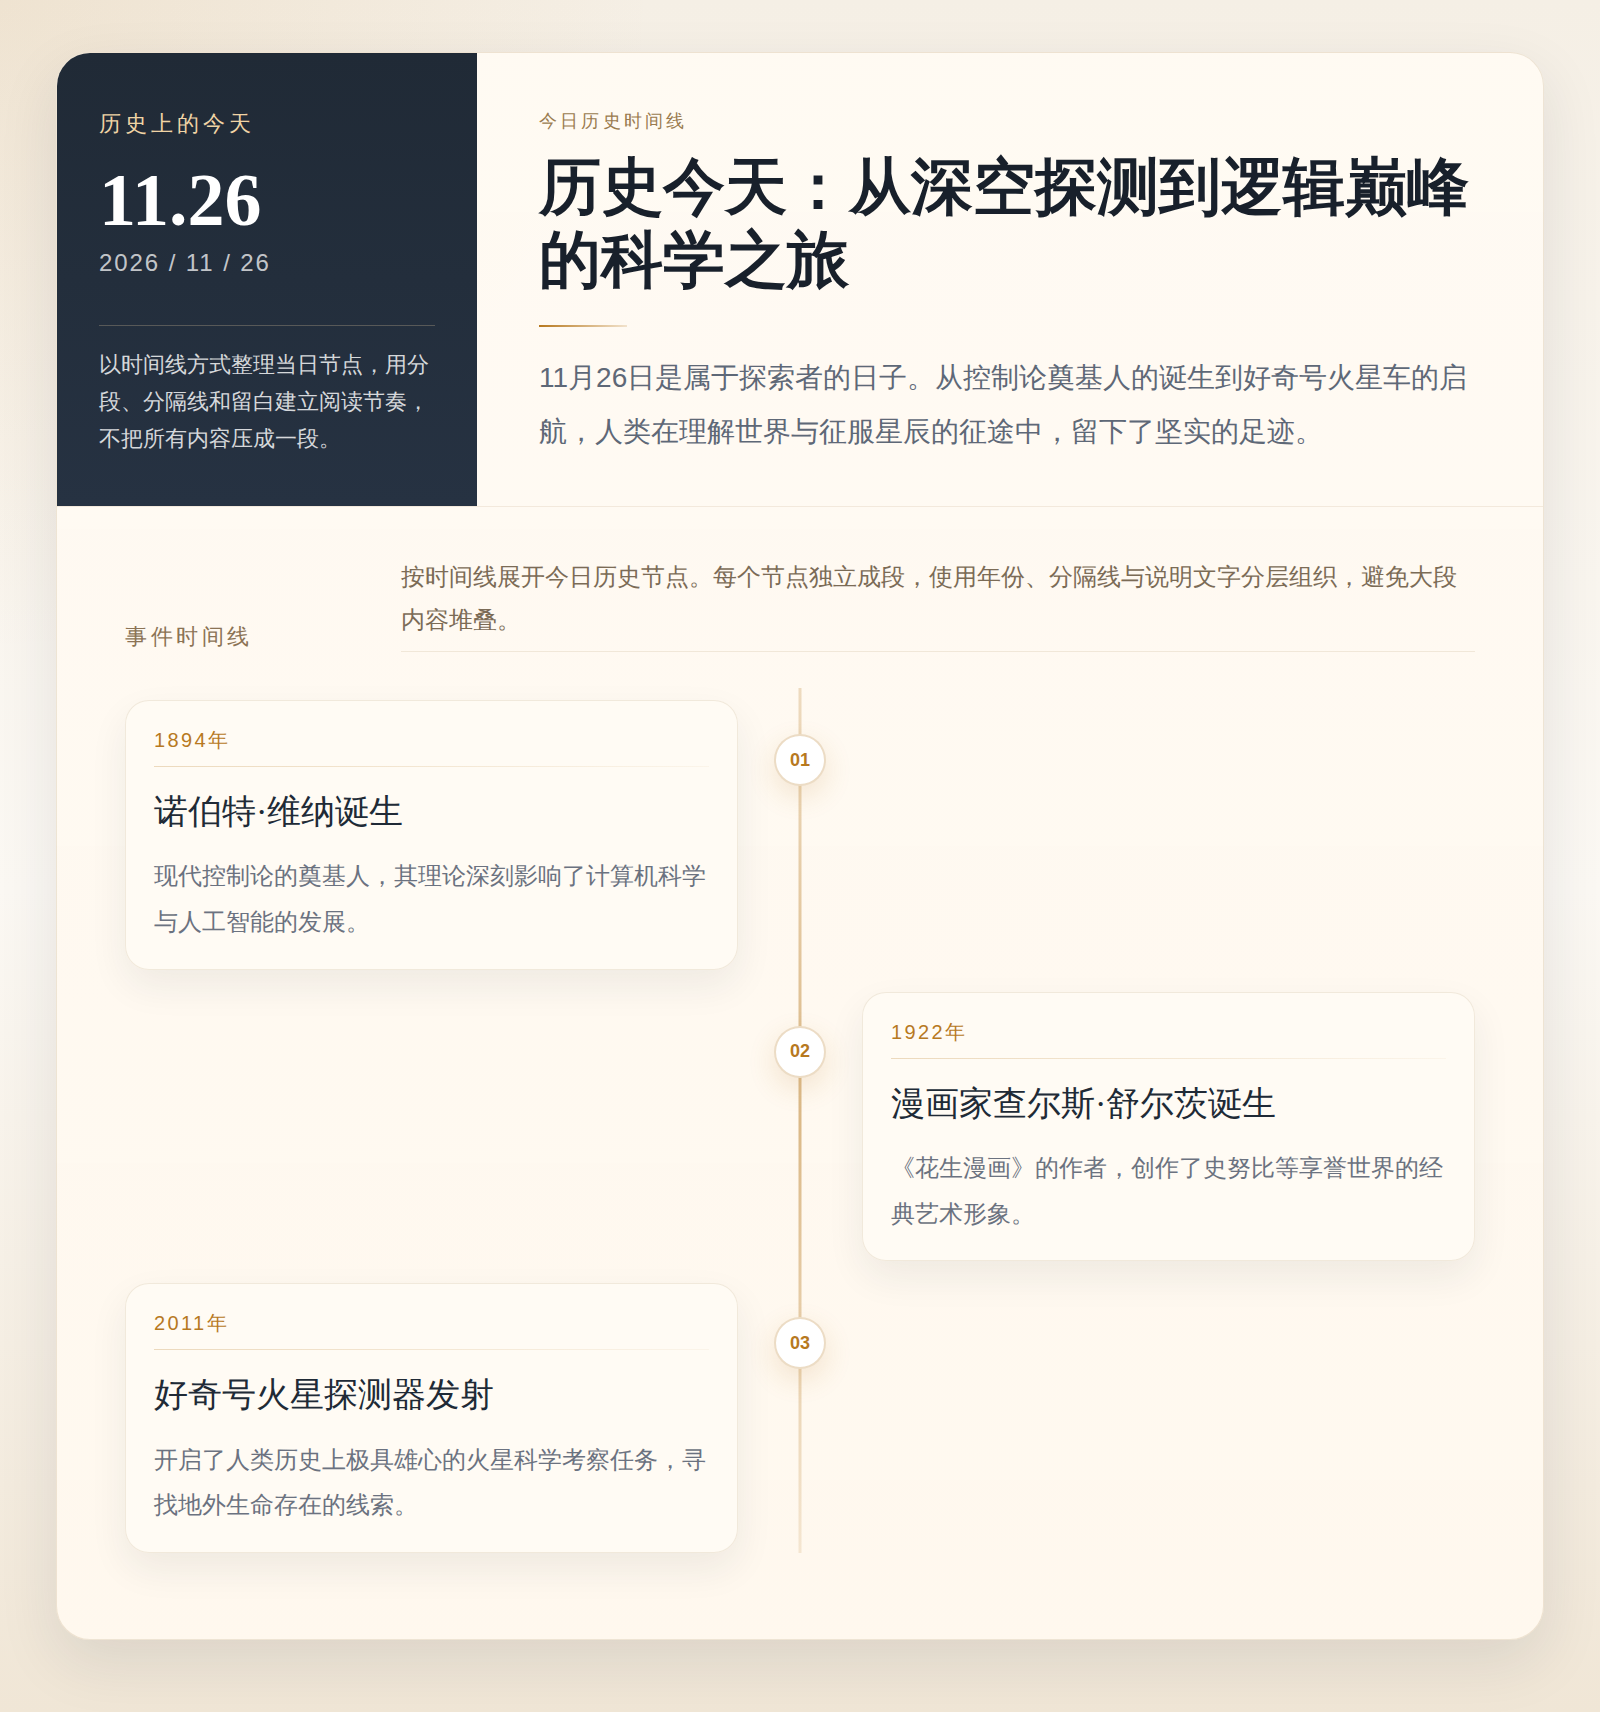 历史上的今天
11.26
2026 / 11 / 26
以时间线方式整理当日节点，用分
段、分隔线和留白建立阅读节奏，
不把所有内容压成一段。
今日历史时间线
历史今天：从深空探测到逻辑巅峰
的科学之旅
11月26日是属于探索者的日子。从控制论奠基人的诞生到好奇号火星车的启
航，人类在理解世界与征服星辰的征途中，留下了坚实的足迹。
事件时间线
按时间线展开今日历史节点。每个节点独立成段，使用年份、分隔线与说明文字分层组织，避免大段
内容堆叠。
01
1894年
诺伯特·维纳诞生
现代控制论的奠基人，其理论深刻影响了计算机科学
与人工智能的发展。
02
1922年
漫画家查尔斯·舒尔茨诞生
《花生漫画》的作者，创作了史努比等享誉世界的经
典艺术形象。
03
2011年
好奇号火星探测器发射
开启了人类历史上极具雄心的火星科学考察任务，寻
找地外生命存在的线索。